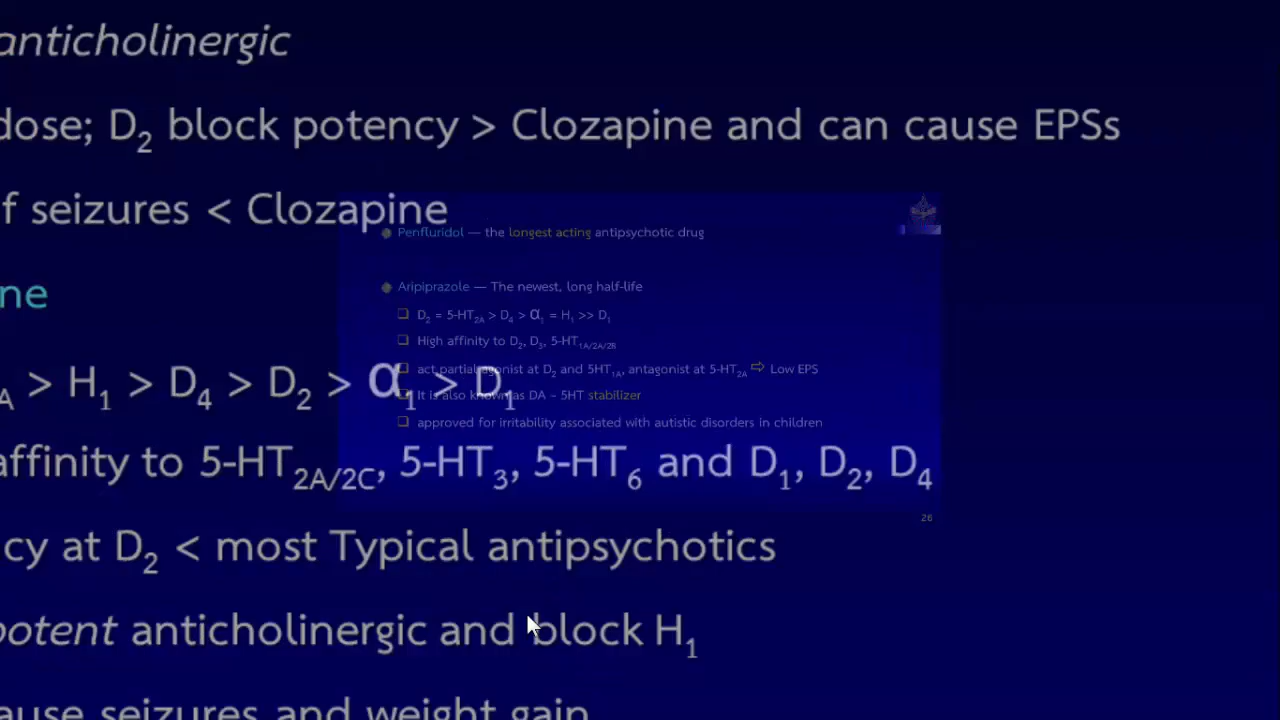 anticholinergic
dose; D₂ block potency > Clozapine and can cause EPSs
f seizures < Clozapine
ne
A > H₁ > D₄ > D₂ > α₁ > D₁
affinity to 5-HT2A/2C, 5-HT₃, 5-HT₆ and D₁, D₂, D₄
cy at D₂ < most Typical antipsychotics
potent anticholinergic and block H₁
ause seizures and weight gain
Penfluridol — the longest acting antipsychotic drug
Aripiprazole — The newest, long half-life
D₂ = 5-HT2A > D₄ > α₁ = H₁ >> D₁
High affinity to D₂, D₃, 5-HT1A/2A/2B
act partial agonist at D₂ and 5HT1A, antagonist at 5-HT2A ⇨ Low EPS
It is also known as DA – 5HT stabilizer
approved for irritability associated with autistic disorders in children
26